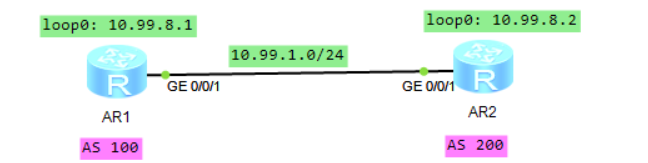 loop0: 10.99.8.1
loop0: 10.99.8.2
10.99.1.0/24
R
GE 0/0/1
GE 0/0/1
R
AR1
AR2
AS 100
AS 200